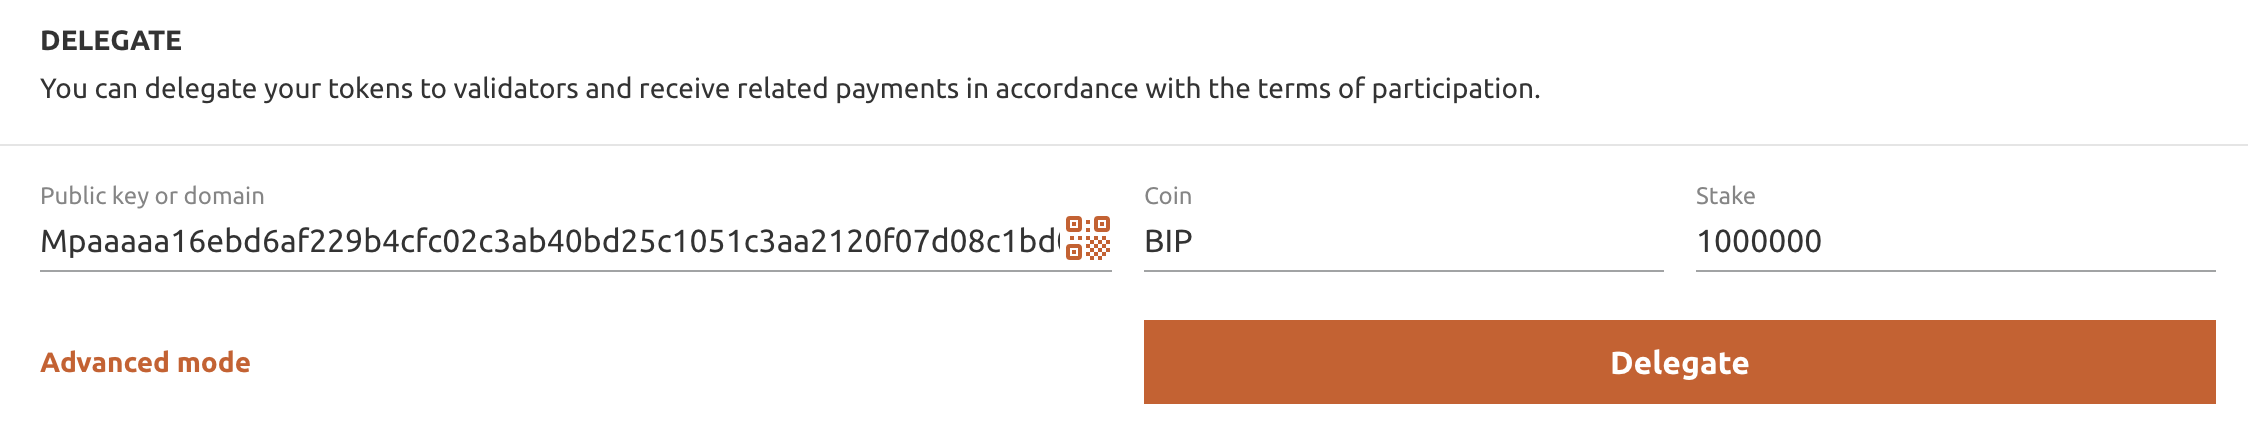 DELEGATE
You can delegate your tokens to validators and receive related payments in accordance with the terms of participation.
Public key or domain
Mpaaaaa16ebd6af229b4cfc02c3ab40bd25c1051c3aa2120f07d08c1bd
Coin
BIP
Stake
1000000
Advanced mode
Delegate